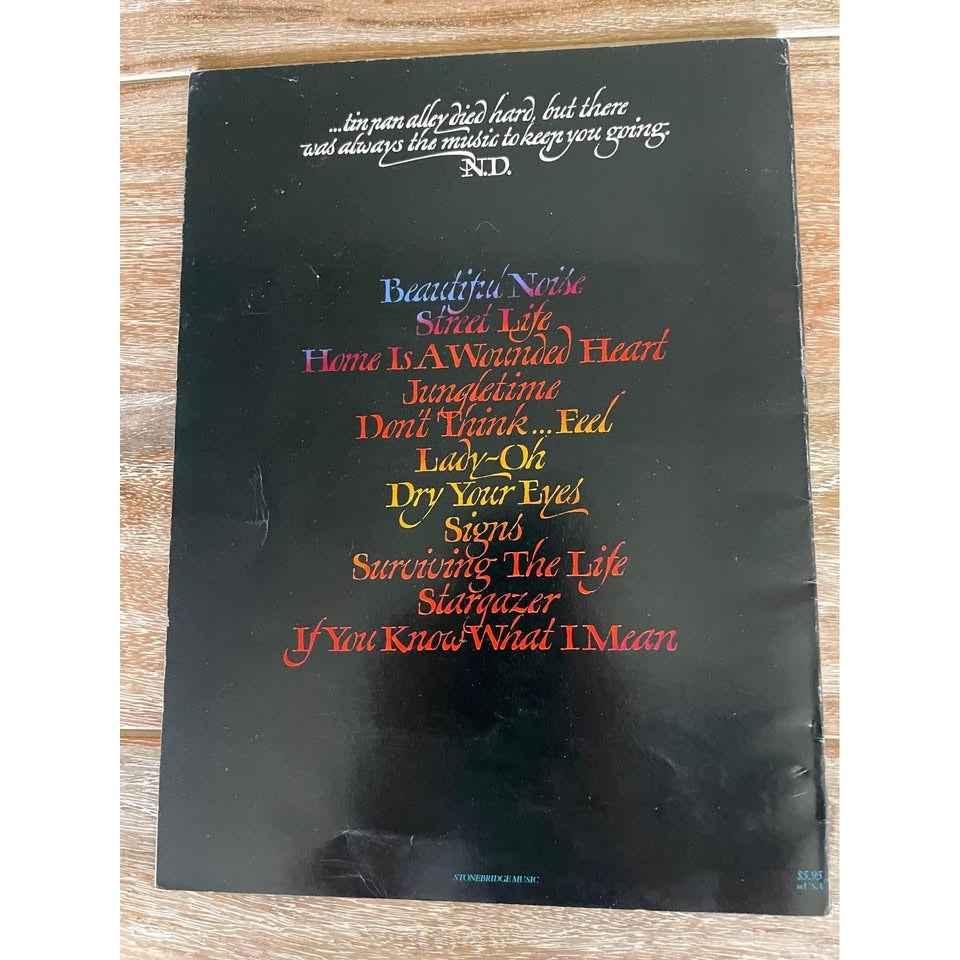 ...tin pan alley died hard, but there
was always the music to keep you going.
N.D.
Beautiful Noise
Street Life
Home Is A Wounded Heart
Jungletime
Don't Think...Feel
Lady-Oh
Dry Your Eyes
Signs
Surviving The Life
Stargazer
If You Know What I Mean
STONEBRIDGE MUSIC
$5.95
in U.S.A.